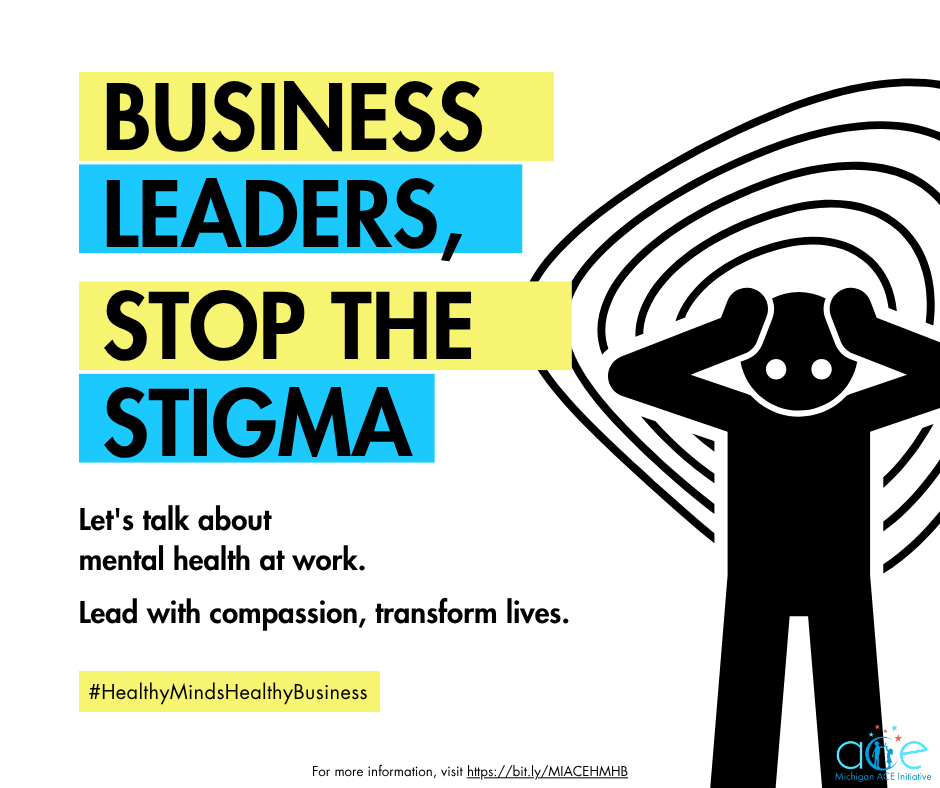 BUSINESS
LEADERS,
STOP THE
STIGMA
Let's talk about
mental health at work.
Lead with compassion, transform lives.
#HealthyMindsHealthyBusiness
For more information, visit https://bit.ly/MIACEHMHB
ace
Michigan ACE Initiative